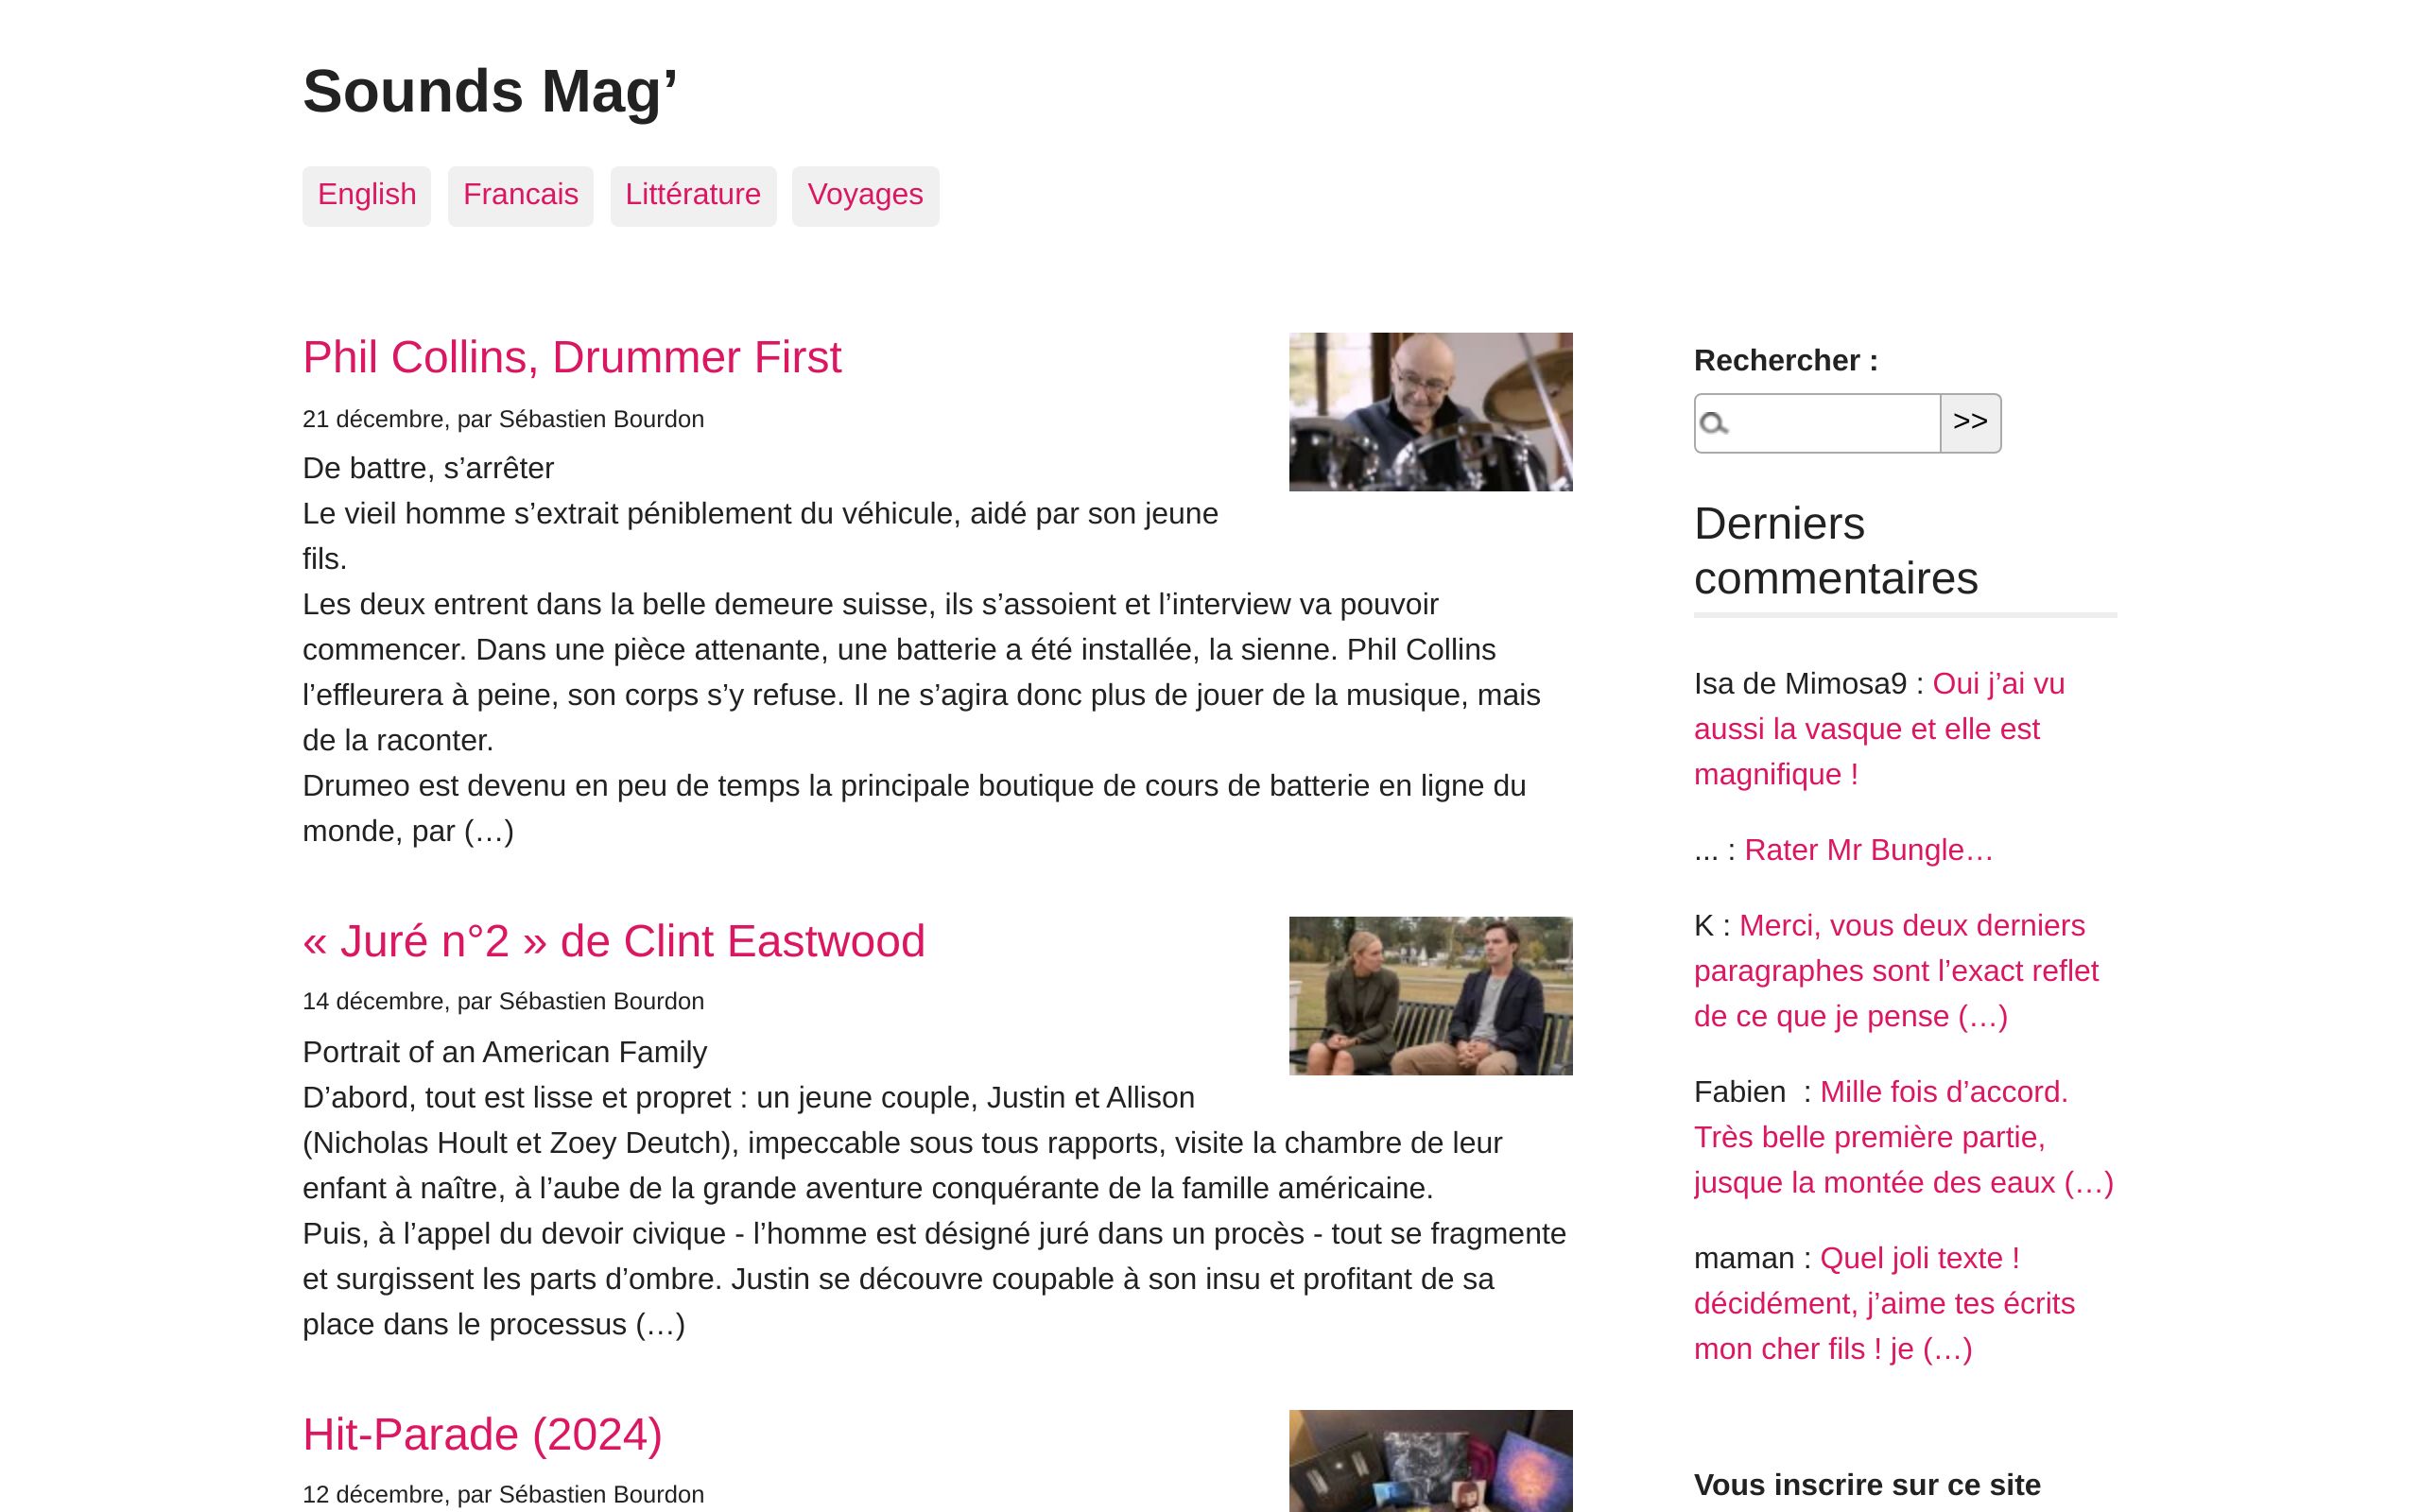 Sounds Mag’
English
Francais
Littérature
Voyages
Phil Collins, Drummer First
21 décembre, par Sébastien Bourdon
De battre, s’arrêter
Le vieil homme s’extrait péniblement du véhicule, aidé par son jeune
fils.
Les deux entrent dans la belle demeure suisse, ils s’assoient et l’interview va pouvoir
commencer. Dans une pièce attenante, une batterie a été installée, la sienne. Phil Collins
l’effleurera à peine, son corps s’y refuse. Il ne s’agira donc plus de jouer de la musique, mais
de la raconter.
Drumeo est devenu en peu de temps la principale boutique de cours de batterie en ligne du
monde, par (…)
« Juré n°2 » de Clint Eastwood
14 décembre, par Sébastien Bourdon
Portrait of an American Family
D’abord, tout est lisse et propret : un jeune couple, Justin et Allison
(Nicholas Hoult et Zoey Deutch), impeccable sous tous rapports, visite la chambre de leur
enfant à naître, à l’aube de la grande aventure conquérante de la famille américaine.
Puis, à l’appel du devoir civique - l’homme est désigné juré dans un procès - tout se fragmente
et surgissent les parts d’ombre. Justin se découvre coupable à son insu et profitant de sa
place dans le processus (…)
Hit-Parade (2024)
12 décembre, par Sébastien Bourdon
Rechercher :
>>
Derniers
commentaires
Isa de Mimosa9 : Oui j’ai vu
aussi la vasque et elle est
magnifique !
... : Rater Mr Bungle…
K : Merci, vous deux derniers
paragraphes sont l’exact reflet
de ce que je pense (…)
Fabien  : Mille fois d’accord.
Très belle première partie,
jusque la montée des eaux (…)
maman : Quel joli texte !
décidément, j’aime tes écrits
mon cher fils ! je (…)
Vous inscrire sur ce site